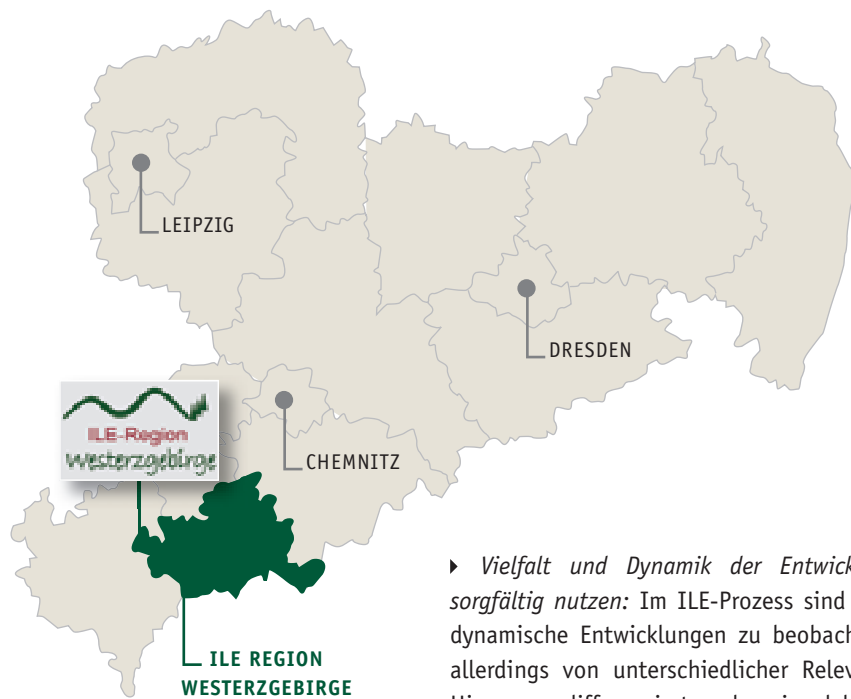 LEIPZIG
DRESDEN
ILE-Region
Westerzgebirge
CHEMNITZ
ILE REGION
WESTERZGEBIRGE
▸ Vielfalt und Dynamik der Entwick
sorgfältig nutzen: Im ILE-Prozess sind
dynamische Entwicklungen zu beobach
allerdings von unterschiedlicher Relev